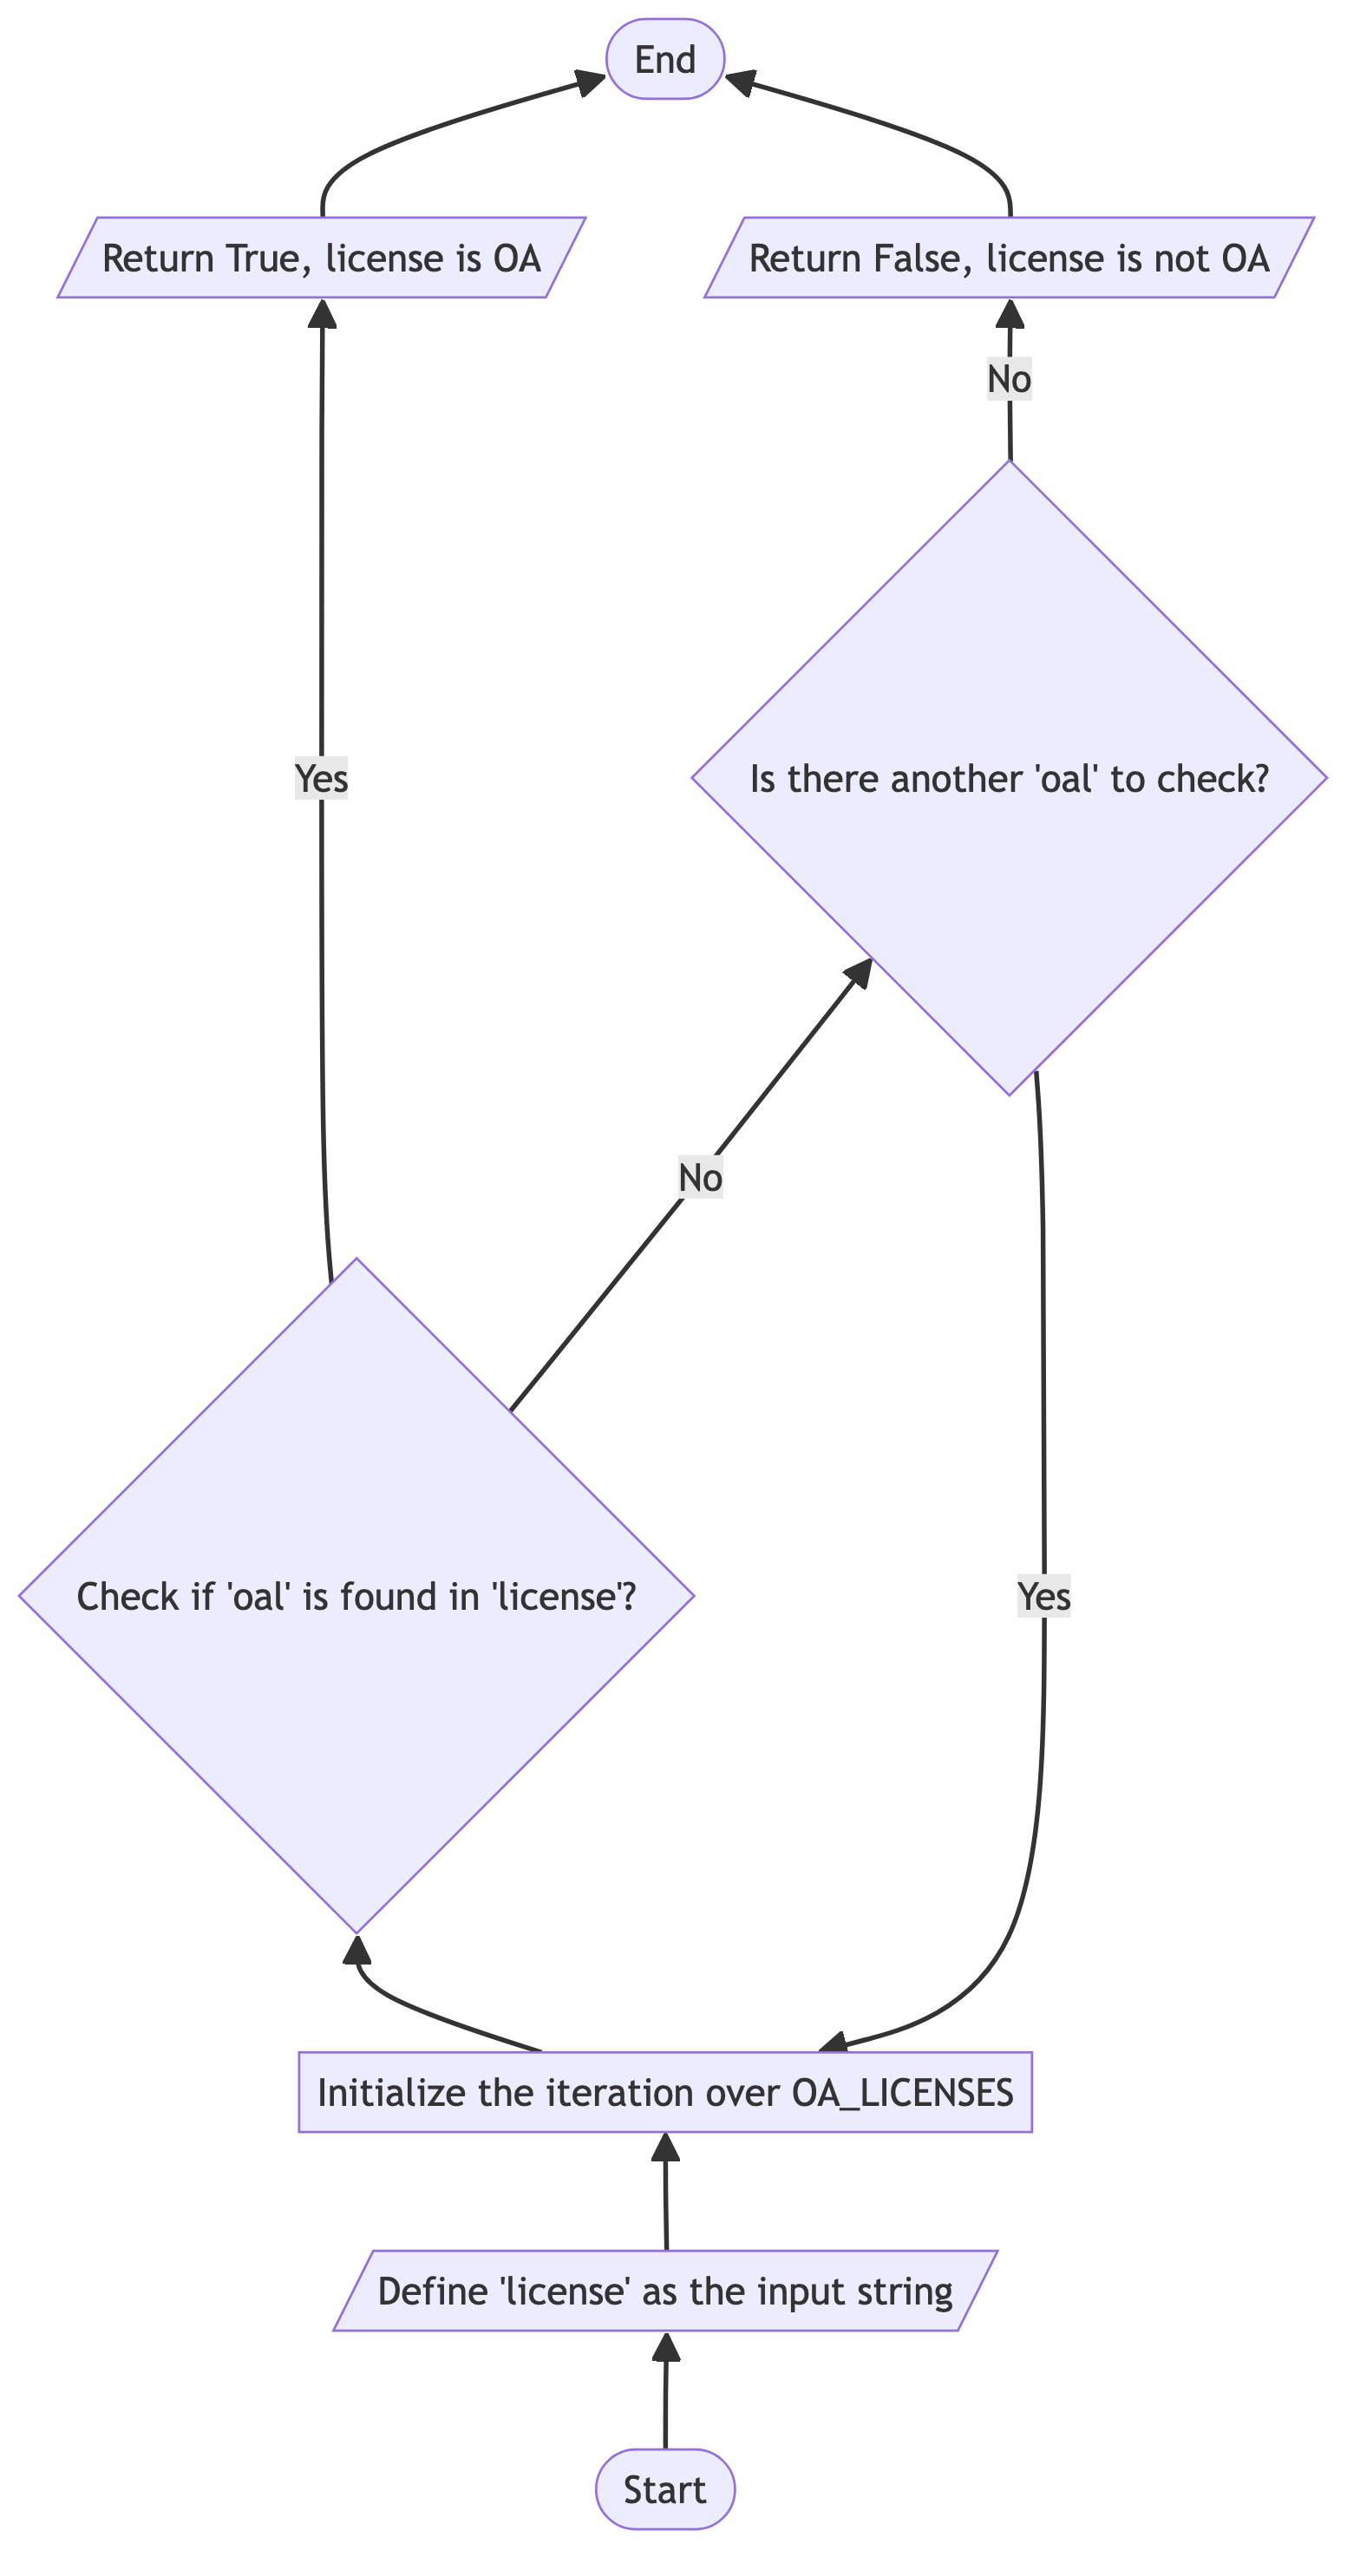 End
Return True, license is OA
Return False, license is not OA
No
Yes
Is there another 'oal' to check?
No
Check if 'oal' is found in 'license'?
Yes
Initialize the iteration over OA_LICENSES
Define 'license' as the input string
Start